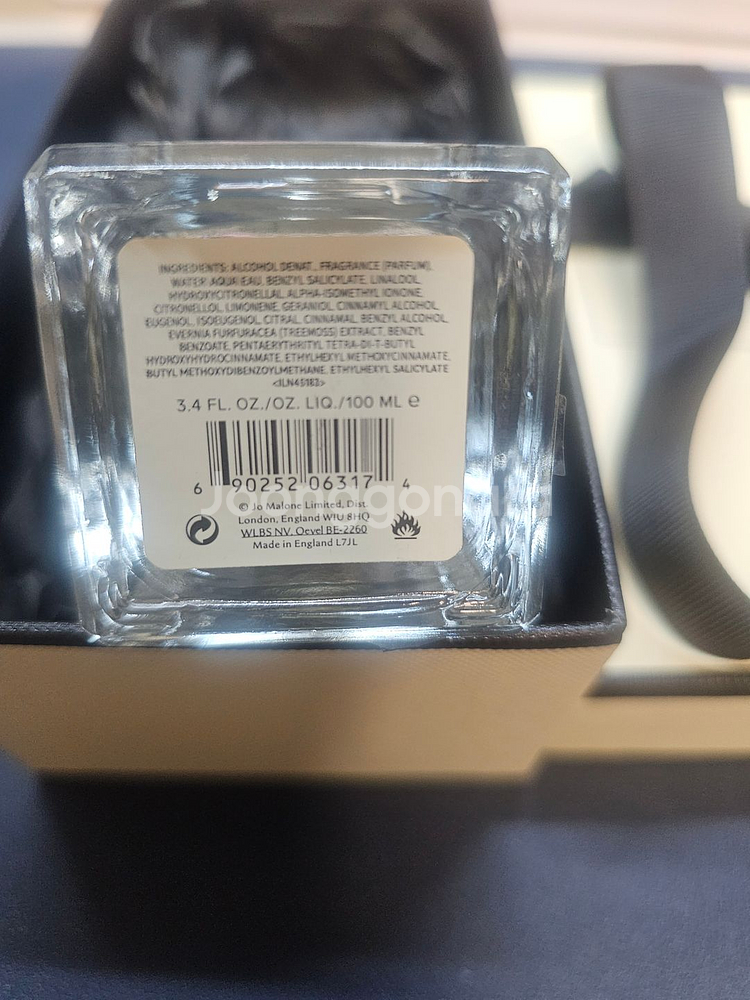 INGREDIENTS: ALCOHOL DENAT., FRAGRANCE (PARFUM),
WATER\AQUA\EAU, BENZYL SALICYLATE, LINALOOL,
HYDROXYCITRONELLAL, ALPHA-ISOMETHYL IONONE,
CITRONELLOL, LIMONENE, GERANIOL, CINNAMYL ALCOHOL,
EUGENOL, ISOEUGENOL, CITRAL, CINNAMAL, BENZYL ALCOHOL,
EVERNIA FURFURACEA (TREEMOSS) EXTRACT, BENZYL
BENZOATE, PENTAERYTHRITYL TETRA-DI-T-BUTYL
HYDROXYHYDROCINNAMATE, ETHYLHEXYL METHOXYCINNAMATE,
BUTYL METHOXYDIBENZOYLMETHANE, ETHYLHEXYL SALICYLATE
3.4 FL. OZ./OZ. LIQ./100 ML ℮
6 90252 06317 4
© Jo Malone Limited, Dist.
London, England W1U 8HQ
WLBS NV, Oevel BE-2260
Made in England L7JL